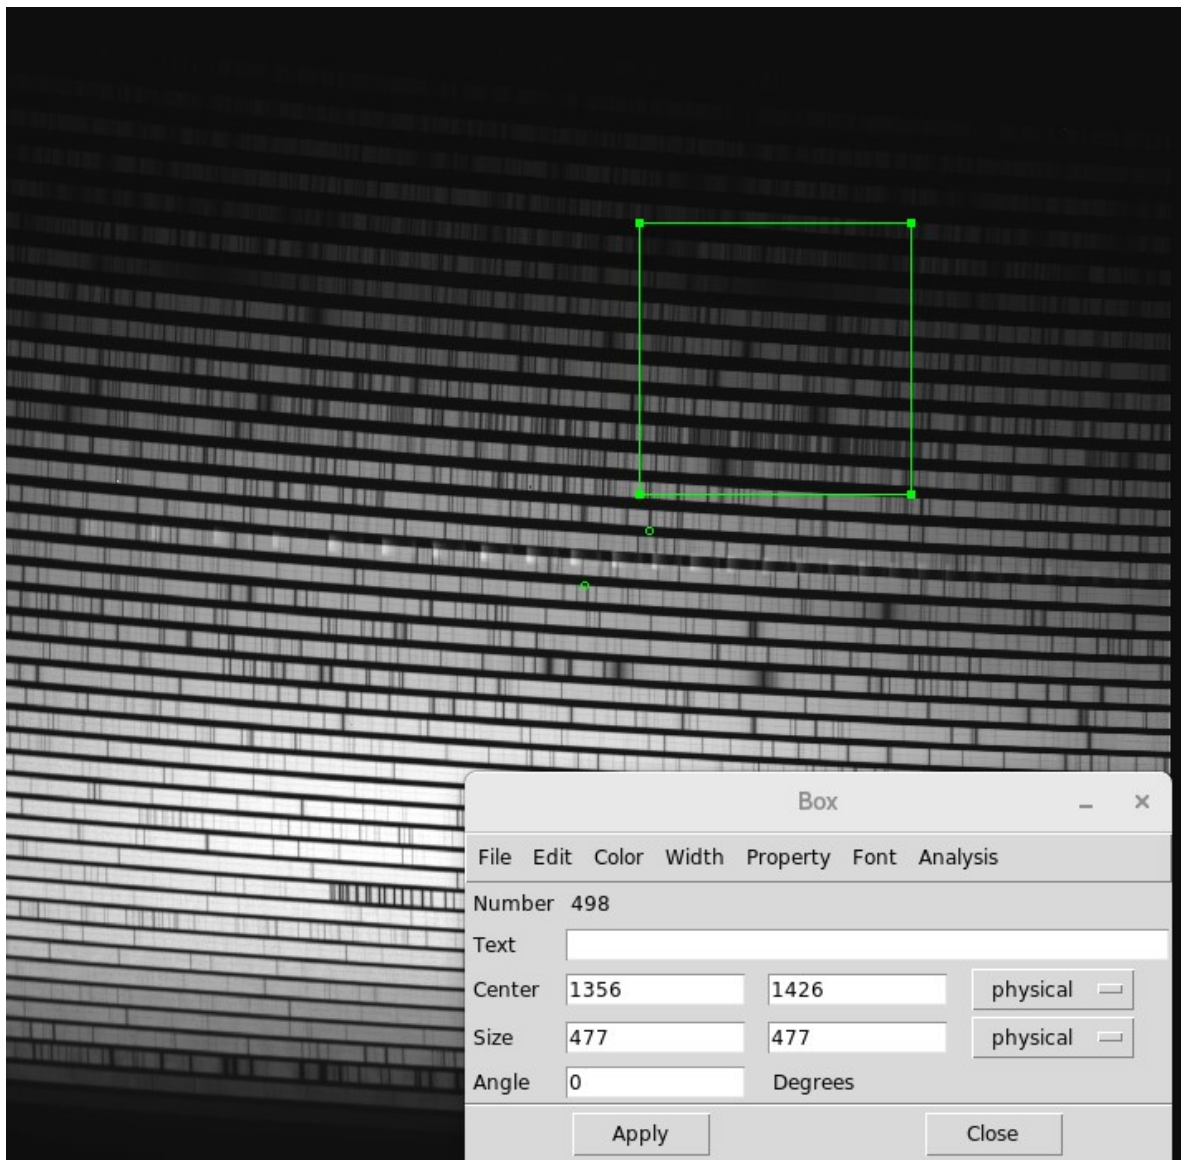 Box
File Edit Color Width Property Font Analysis
Number 498
Text
Center 1356 1426 physical
Size 477 477 physical
Angle 0 Degrees
Apply Close